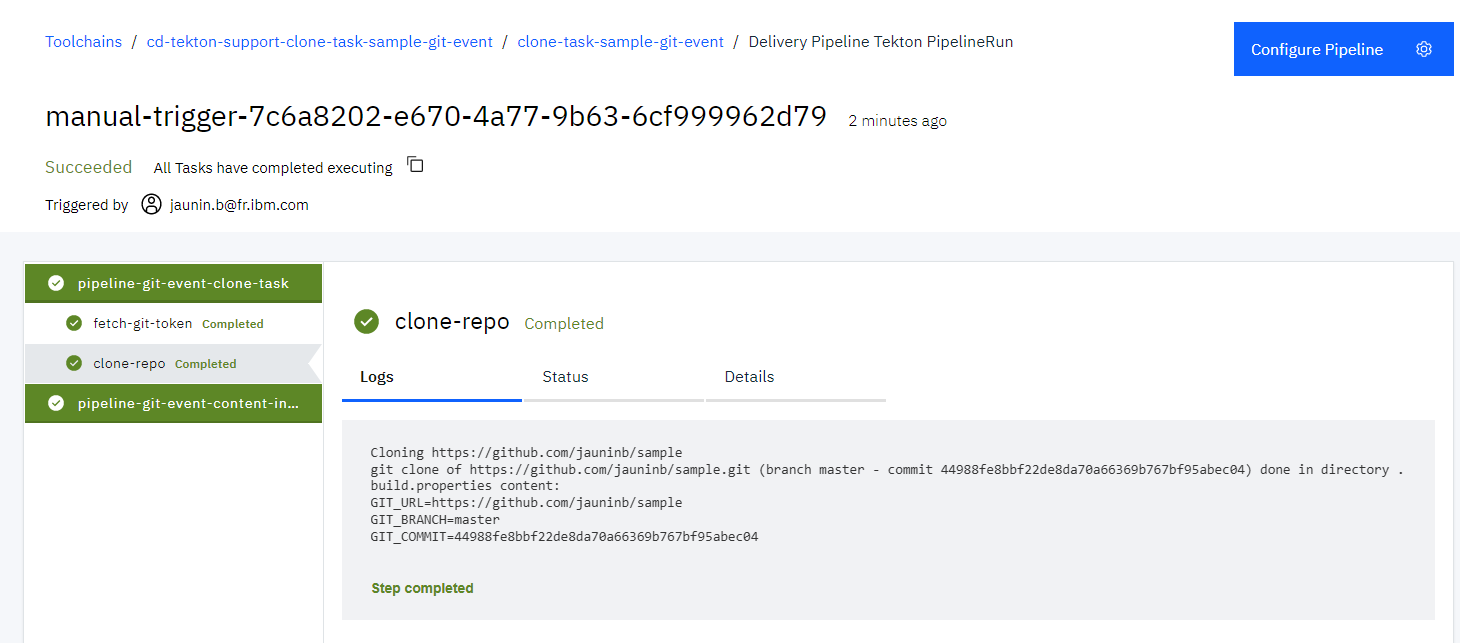 Toolchains / cd-tekton-support-clone-task-sample-git-event / clone-task-sample-git-event / Delivery Pipeline Tekton PipelineRun
Configure Pipeline
manual-trigger-7c6a8202-e670-4a77-9b63-6cf999962d79 2 minutes ago
Succeeded All Tasks have completed executing
Triggered by jaunin.b@fr.ibm.com
pipeline-git-event-clone-task
fetch-git-token Completed
clone-repo Completed
pipeline-git-event-content-in...
clone-repo Completed
Logs Status Details
Cloning https://github.com/jauninb/sample
git clone of https://github.com/jauninb/sample.git (branch master - commit 44988fe8bbf22de8da70a66369b767bf95abec04) done in directory .
build.properties content:
GIT_URL=https://github.com/jauninb/sample
GIT_BRANCH=master
GIT_COMMIT=44988fe8bbf22de8da70a66369b767bf95abec04
Step completed